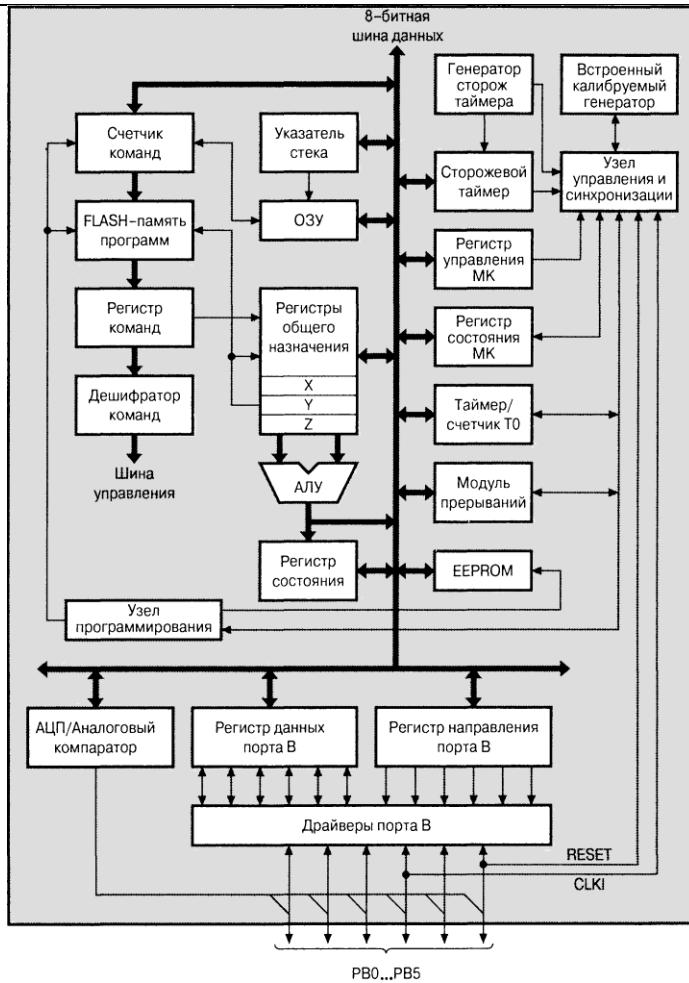 8-битная
шина данных
Генератор
сторож
таймера
Встроенный
калибруемый
генератор
Счетчик
команд
Указатель
стека
Сторожевой
таймер
Узел
управления и
синхронизации
FLASH-память
программ
ОЗУ
Регистр
управления
МК
Регистр
команд
Регистры
общего
назначения
X
Y
Z
Регистр
состояния
МК
Дешифратор
команд
Таймер/
счетчик T0
Шина
управления
АЛУ
Модуль
прерываний
Регистр
состояния
EEPROM
Узел
программирования
АЦП/Аналоговый
компаратор
Регистр данных
порта B
Регистр направления
порта B
Драйверы порта B
RESET
CLKI
PB0...PB5